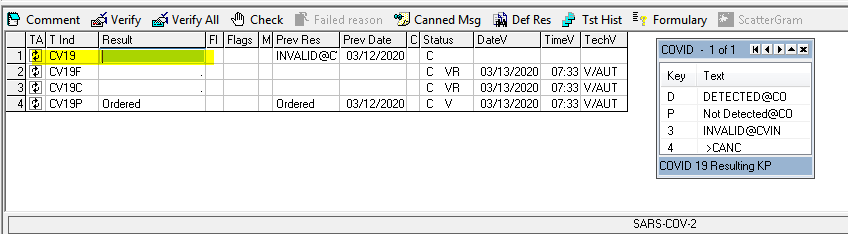 Comment Verify Verify All Check Failed reason Canned Msg Def Res Tst Hist Formulary ScatterGram
TA T Ind Result Fl Flags M Prev Res Prev Date C Status DateV TimeV TechV
1 CV19 INVALID@C 03/12/2020 C
2 CV19F . C VR 03/13/2020 07:33 V/AUT
3 CV19C . C VR 03/13/2020 07:33 V/AUT
4 CV19P Ordered Ordered 03/12/2020 C V 03/13/2020 07:33 V/AUT
COVID - 1 of 1
Key Text
D DETECTED@CO
P Not Detected@CO
3 INVALID@CVIN
4 >CANC
COVID 19 Resulting KP
SARS-COV-2